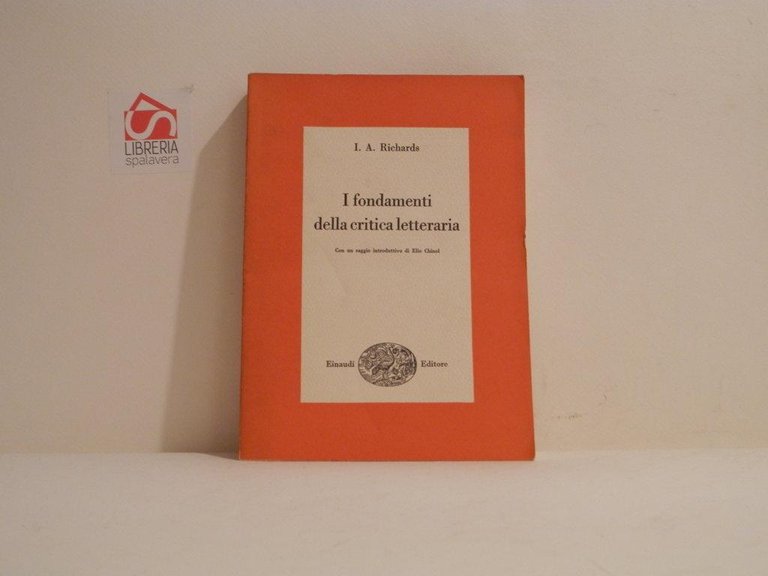 LIBRERIA
spalavera
I. A. Richards
I fondamenti
della critica letteraria
Con un saggio introduttivo di Elio Chinol
Einaudi Editore